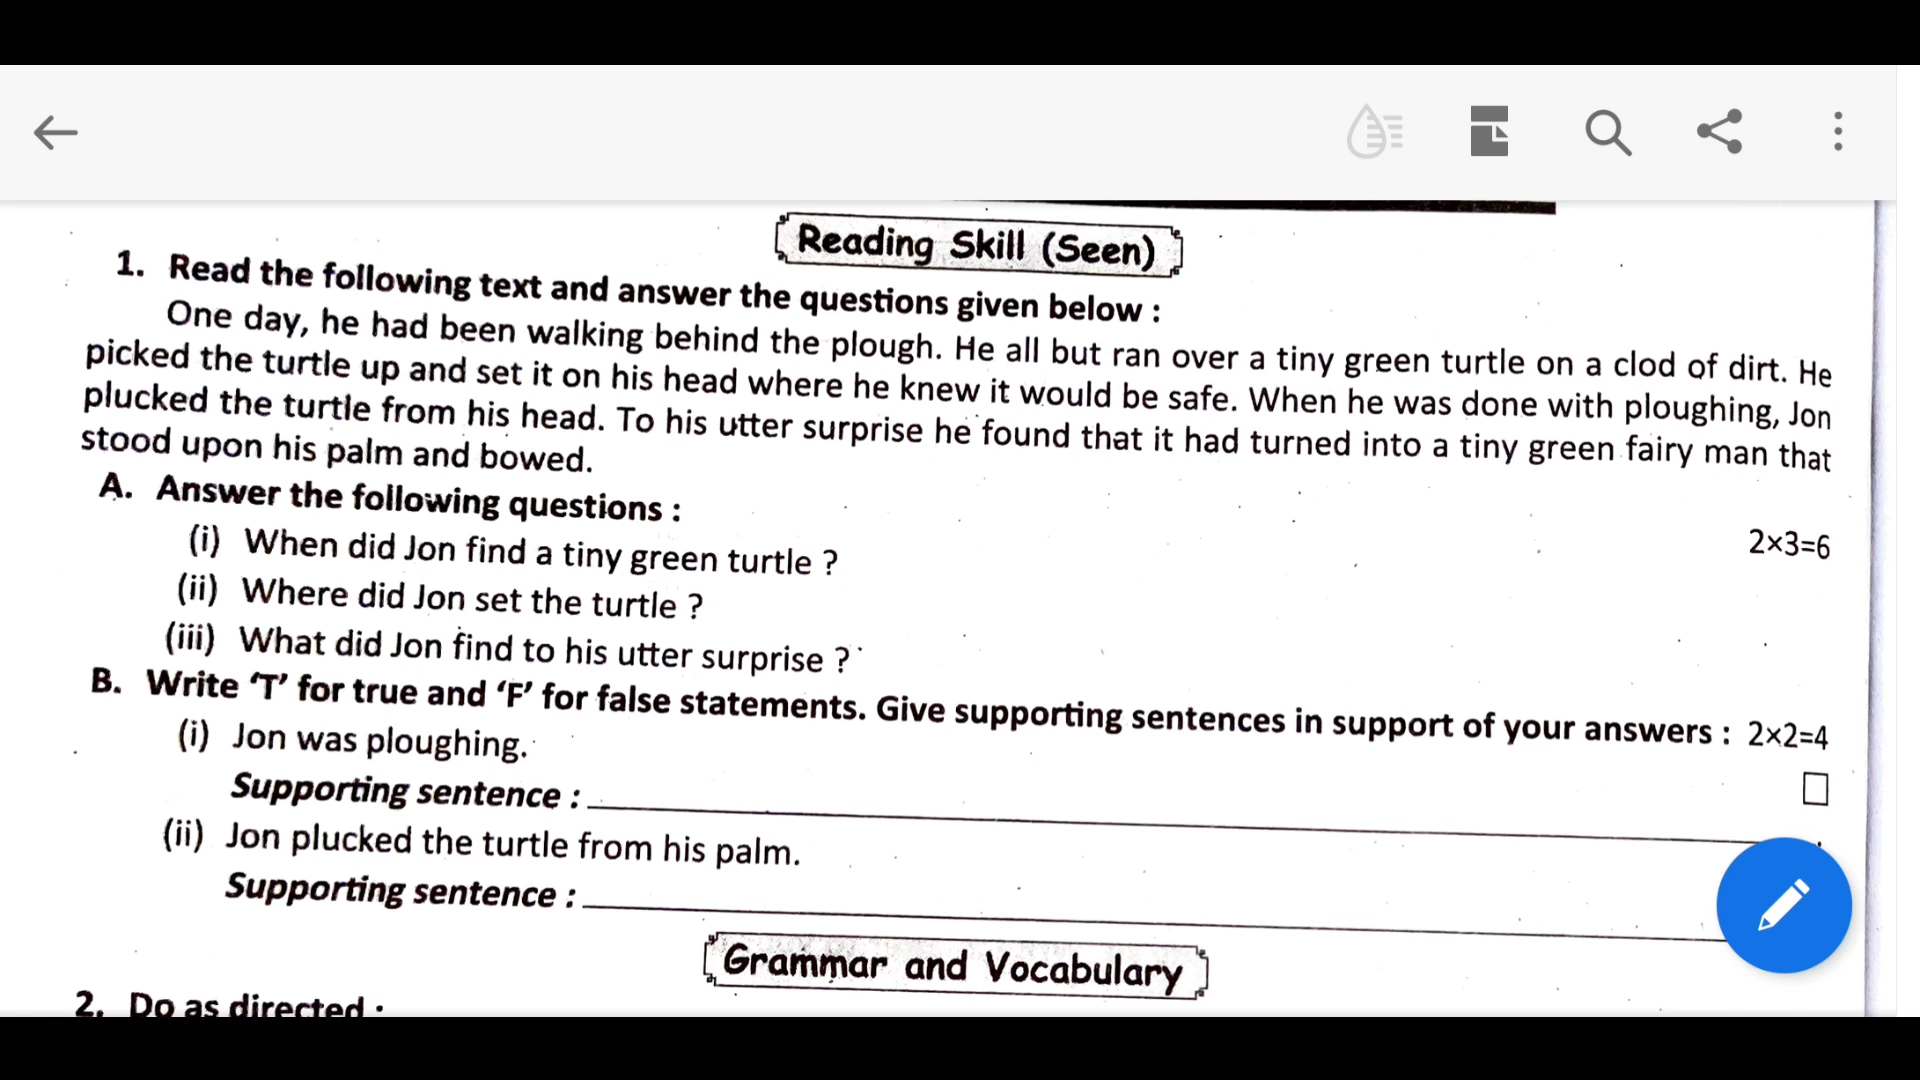 Reading Skill (Seen)
1. Read the following text and answer the questions given below :
One day, he had been walking behind the plough. He all but ran over a tiny green turtle on a clod of dirt. He
picked the turtle up and set it on his head where he knew it would be safe. When he was done with ploughing, Jon
plucked the turtle from his head. To his utter surprise he found that it had turned into a tiny green fairy man that
stood upon his palm and bowed.
A. Answer the following questions : 2×3=6
(i) When did Jon find a tiny green turtle ?
(ii) Where did Jon set the turtle ?
(iii) What did Jon find to his utter surprise ?
B. Write ‘T’ for true and ‘F’ for false statements. Give supporting sentences in support of your answers : 2×2=4
(i) Jon was ploughing.
Supporting sentence :
(ii) Jon plucked the turtle from his palm.
Supporting sentence :
Grammar and Vocabulary
2. Do as directed :